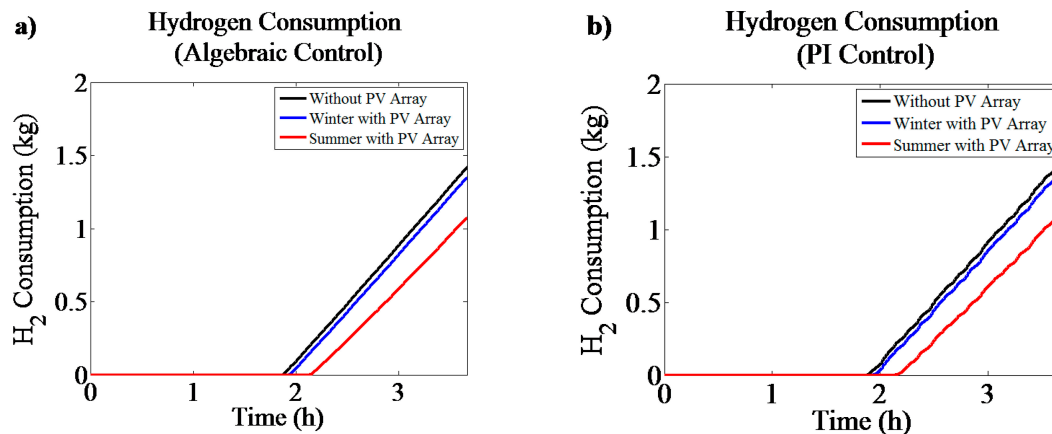 a)
Hydrogen Consumption
(Algebraic Control)
2
1.5
1
0.5
0
H2 Consumption (kg)
Without PV Array
Winter with PV Array
Summer with PV Array
0 1 2 3
Time (h)
b)
Hydrogen Consumption
(PI Control)
2
1.5
1
0.5
0
H2 Consumption (kg)
Without PV Array
Winter with PV Array
Summer with PV Array
0 1 2 3
Time (h)